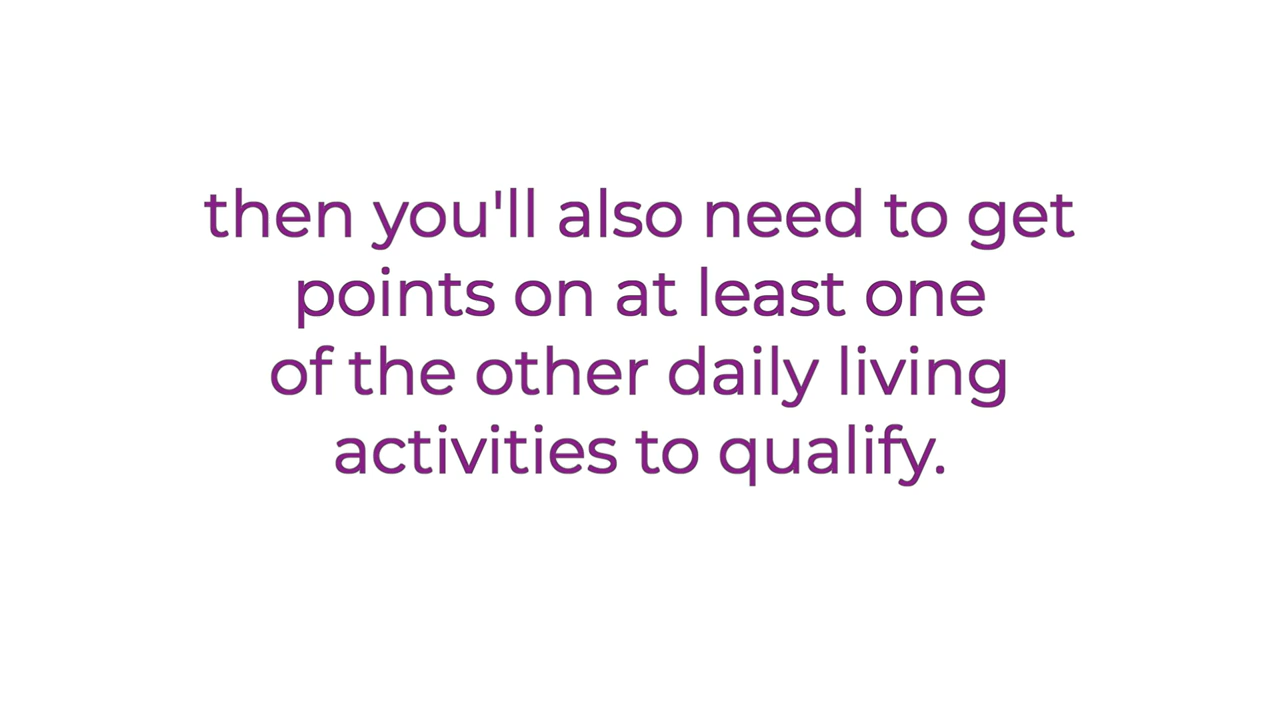 then you'll also need to get
points on at least one
of the other daily living
activities to qualify.